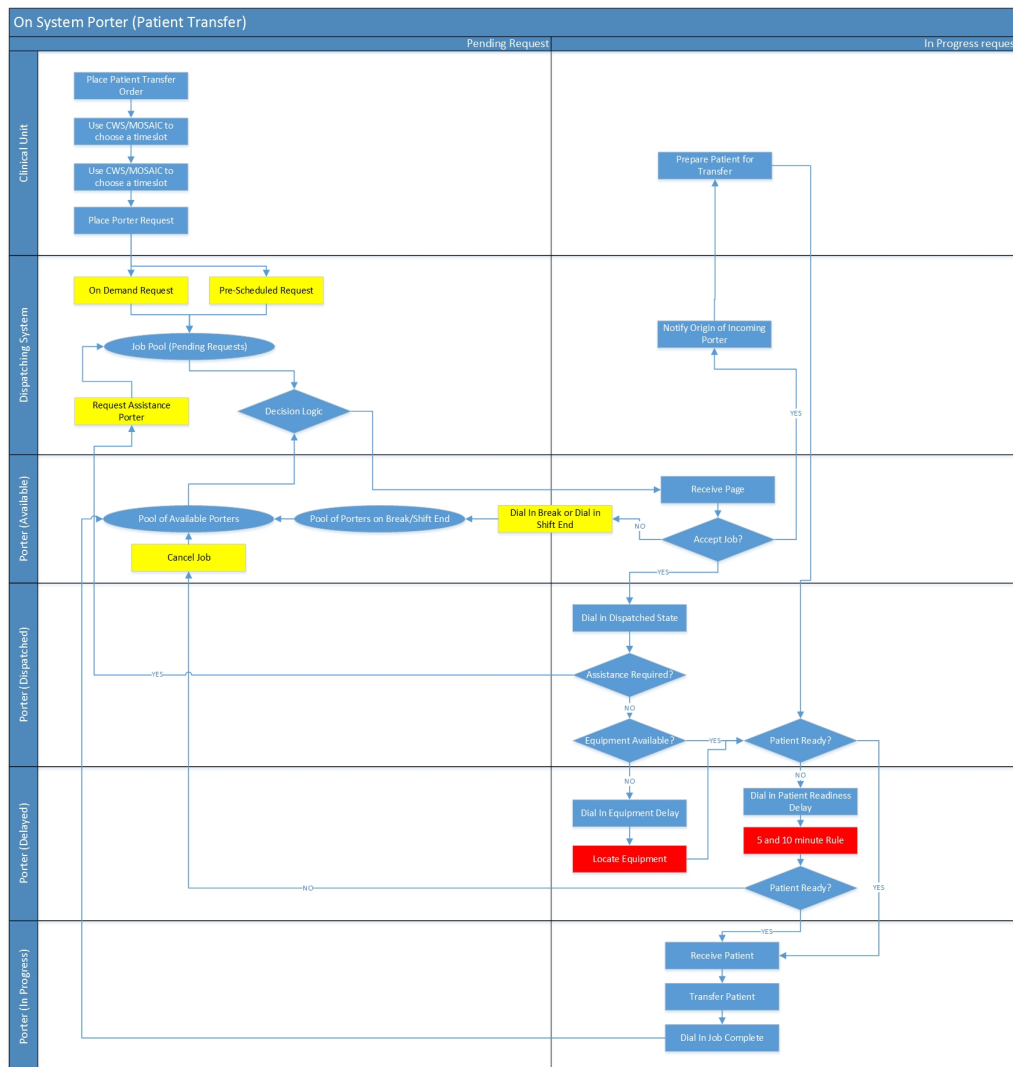 On System Porter (Patient Transfer)
Pending Request
In Progress reques
Clinical Unit
Place Patient Transfer
Order
Use CWS/MOSAIC to
choose a timeslot
Use CWS/MOSAIC to
choose a timeslot
Place Porter Request
Prepare Patient for
Transfer
Dispatching System
On Demand Request
Pre-Scheduled Request
Job Pool (Pending Requests)
Notify Origin of Incoming
Porter
Request Assistance
Porter
Decision Logic
YES
Porter (Available)
Receive Page
Pool of Available Porters
Pool of Porters on Break/Shift End
Dial In Break or Dial in
Shift End
NO
Accept Job?
Cancel Job
YES
Porter (Dispatched)
Dial in Dispatched State
YES
Assistance Required?
NO
Equipment Available?
YES
Patient Ready?
Porter (Delayed)
NO
NO
Dial In Equipment Delay
Dial in Patient Readiness
Delay
5 and 10 minute Rule
Locate Equipment
NO
Patient Ready?
YES
Porter (In Progress)
YES
Receive Patient
Transfer Patient
Dial In Job Complete